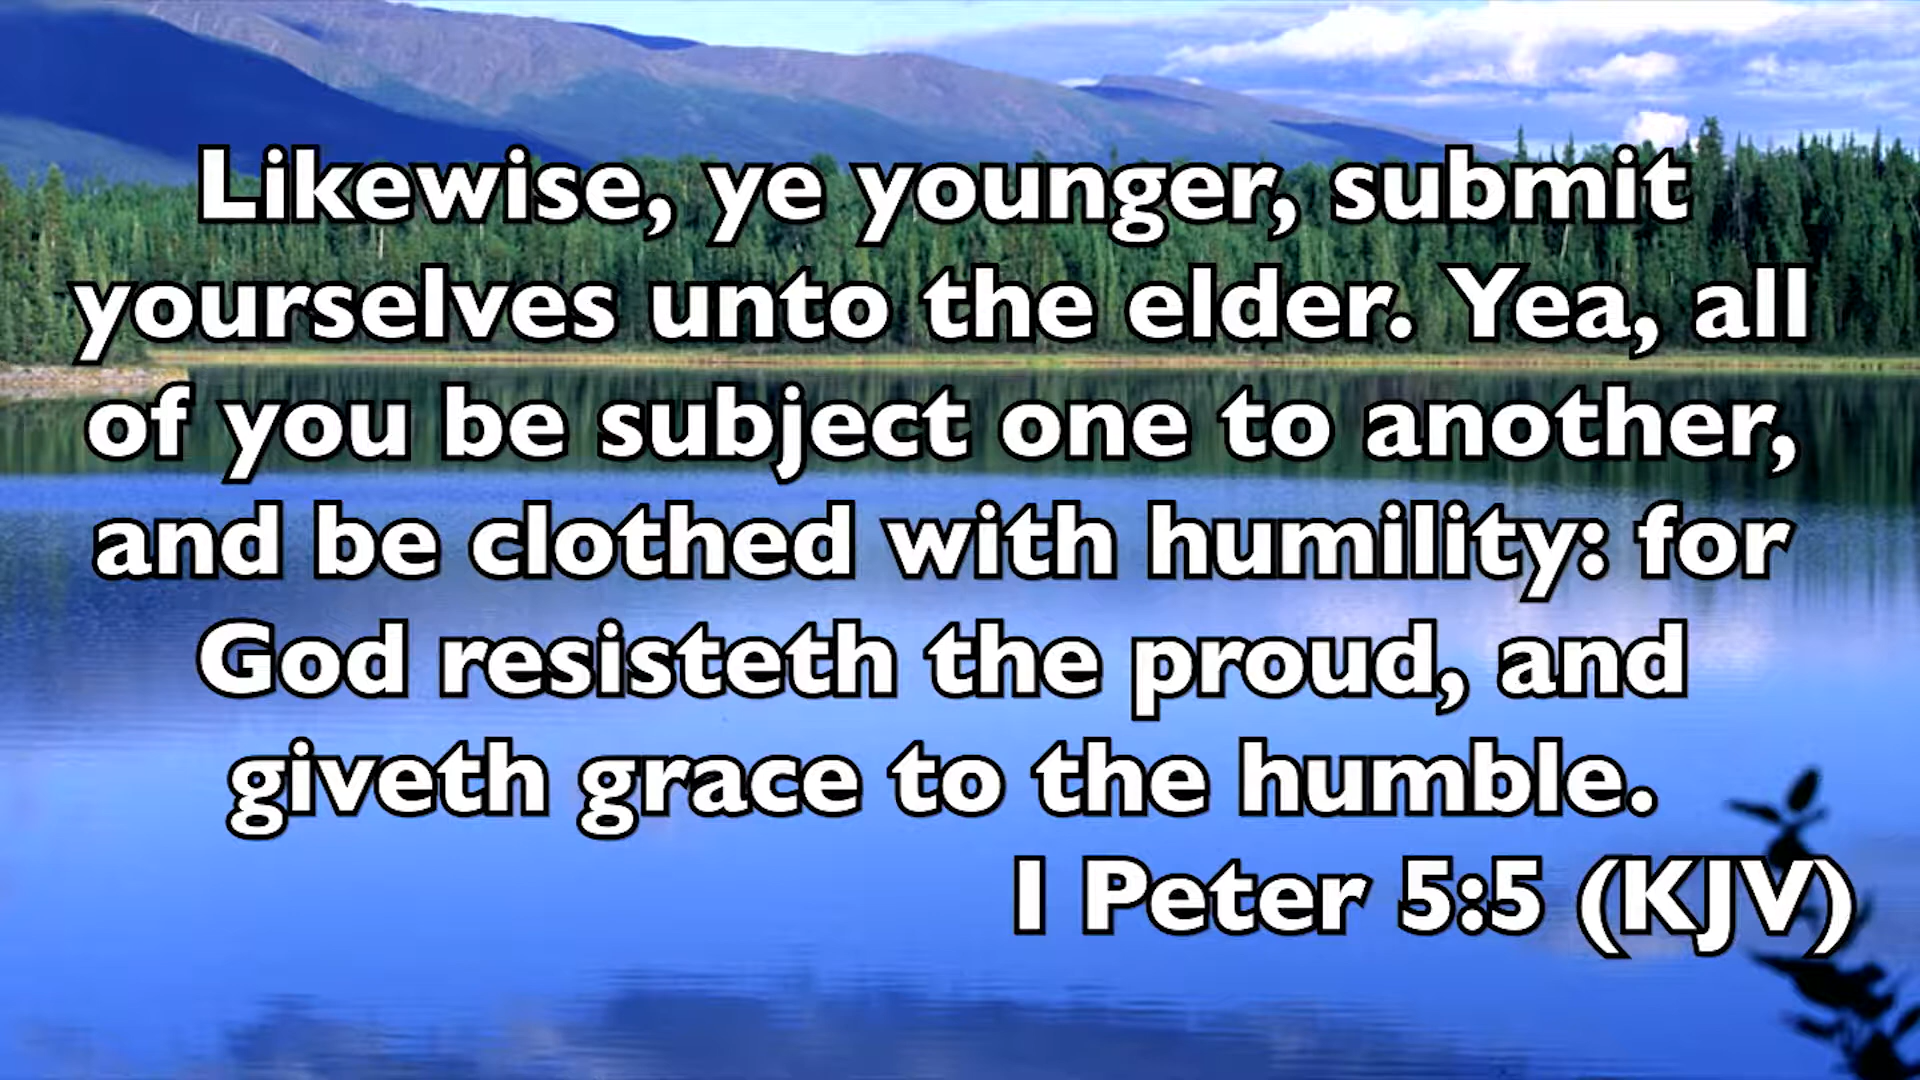 Likewise, ye younger, submit
yourselves unto the elder. Yea, all
of you be subject one to another,
and be clothed with humility: for
God resisteth the proud, and
giveth grace to the humble.
I Peter 5:5 (KJV)